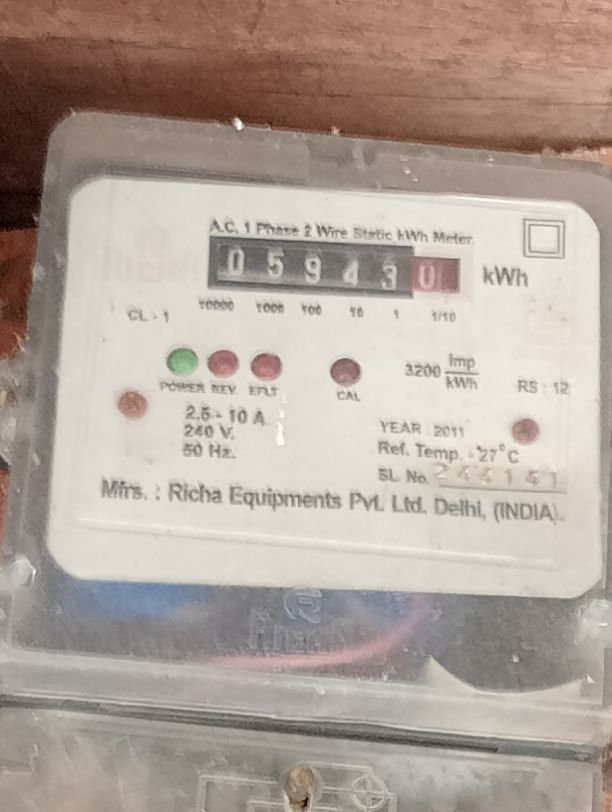 A.C. 1 Phase 2 Wire Static kWh Meter.
0 5 9 4 3 0 kWh
CL - 1 10000 1000 100 10 1 1/10
3200 Imp/kWh RS : 12
POWER REV. E/LT CAL
2.5 - 10 A
240 V.
50 Hz.
YEAR : 2011
Ref. Temp. - 27°C
SL. No. 244141
Mfrs. : Richa Equipments Pvt. Ltd. Delhi, (INDIA).